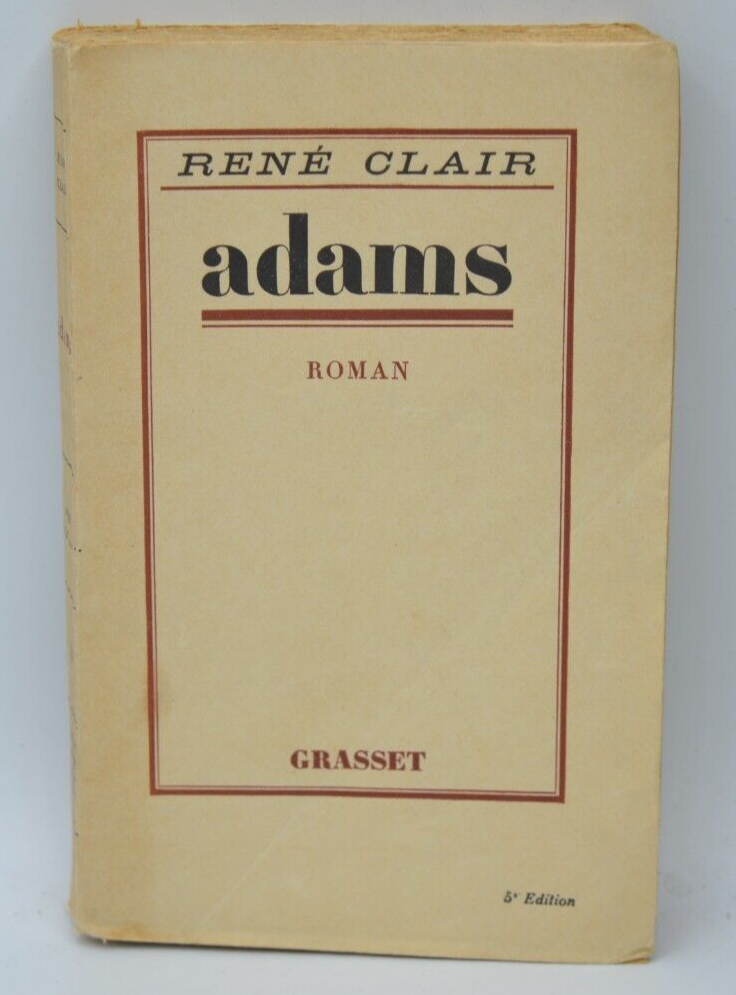 RENÉ CLAIR
adams
ROMAN
GRASSET
5ᵉ Edition